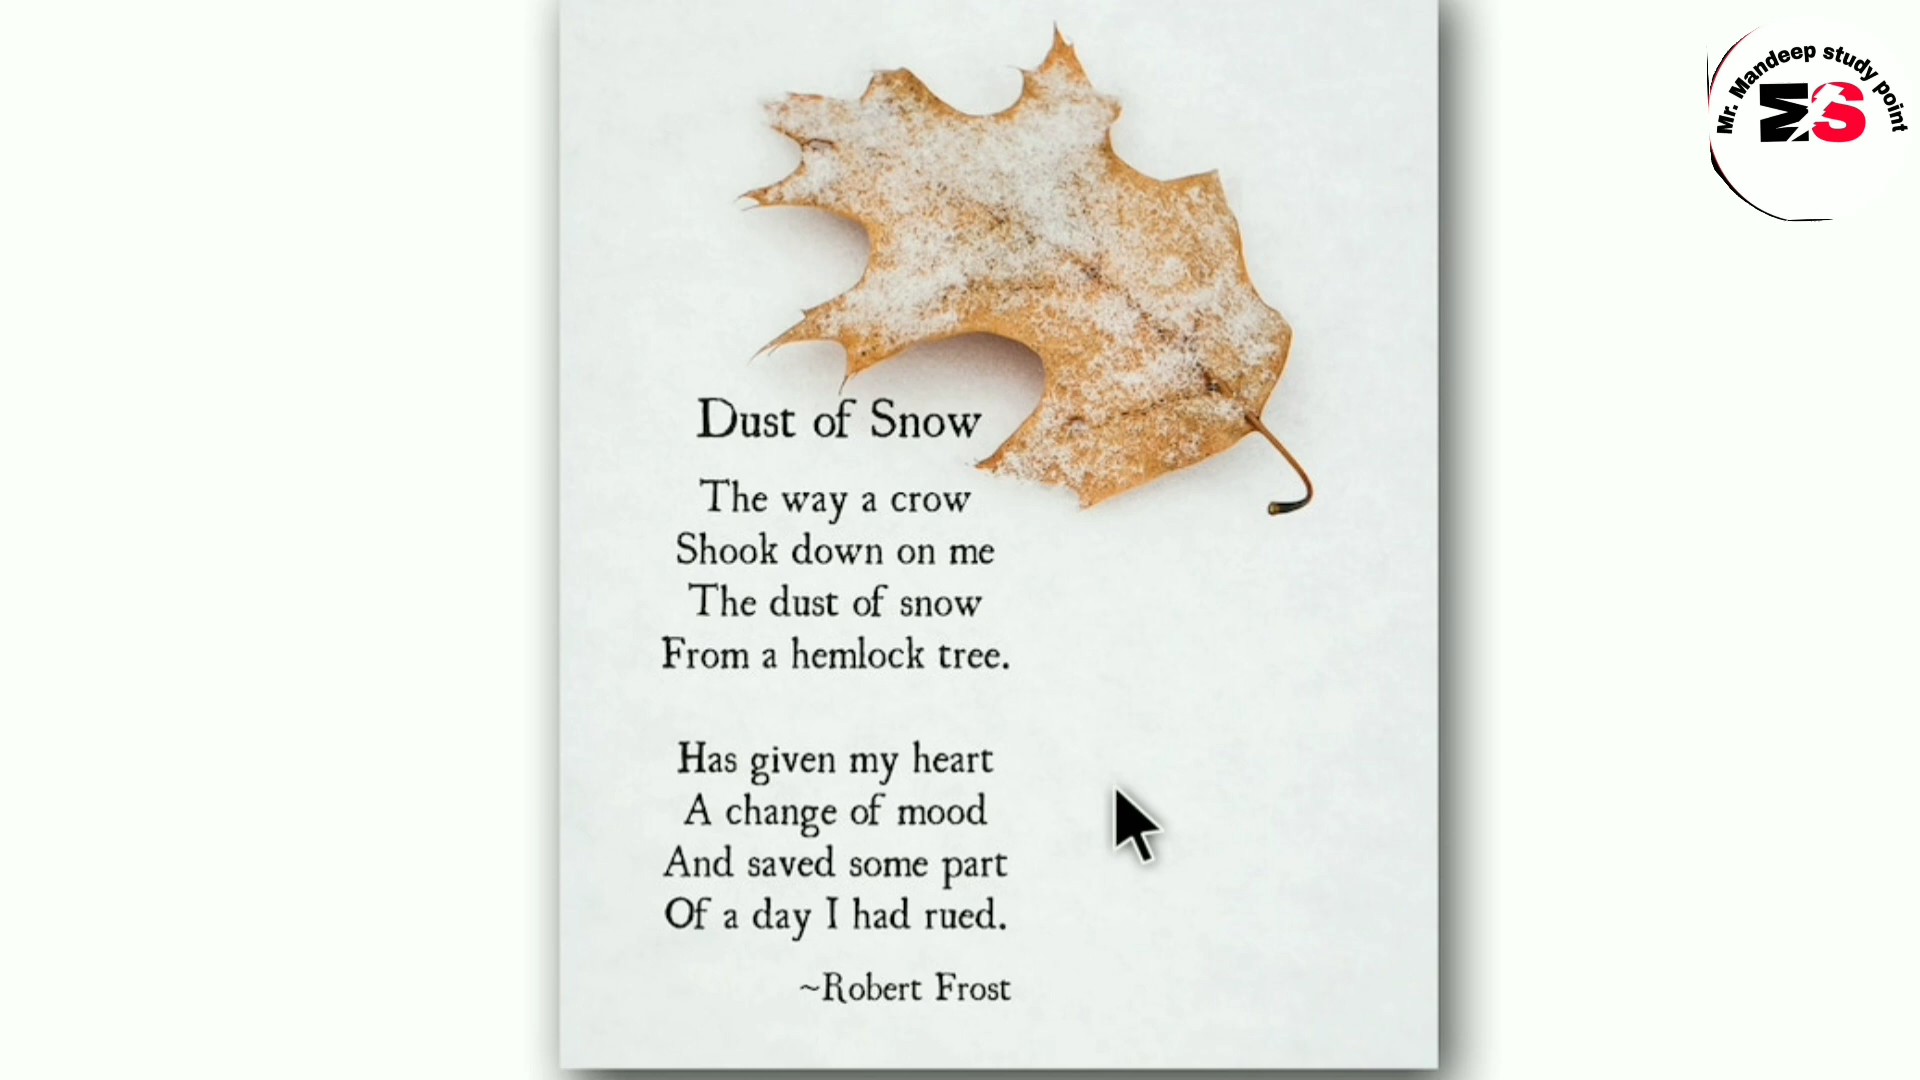 Mr. Mandeep study point
MS
Dust of Snow
The way a crow
Shook down on me
The dust of snow
From a hemlock tree.
Has given my heart
A change of mood
And saved some part
Of a day I had rued.
~Robert Frost